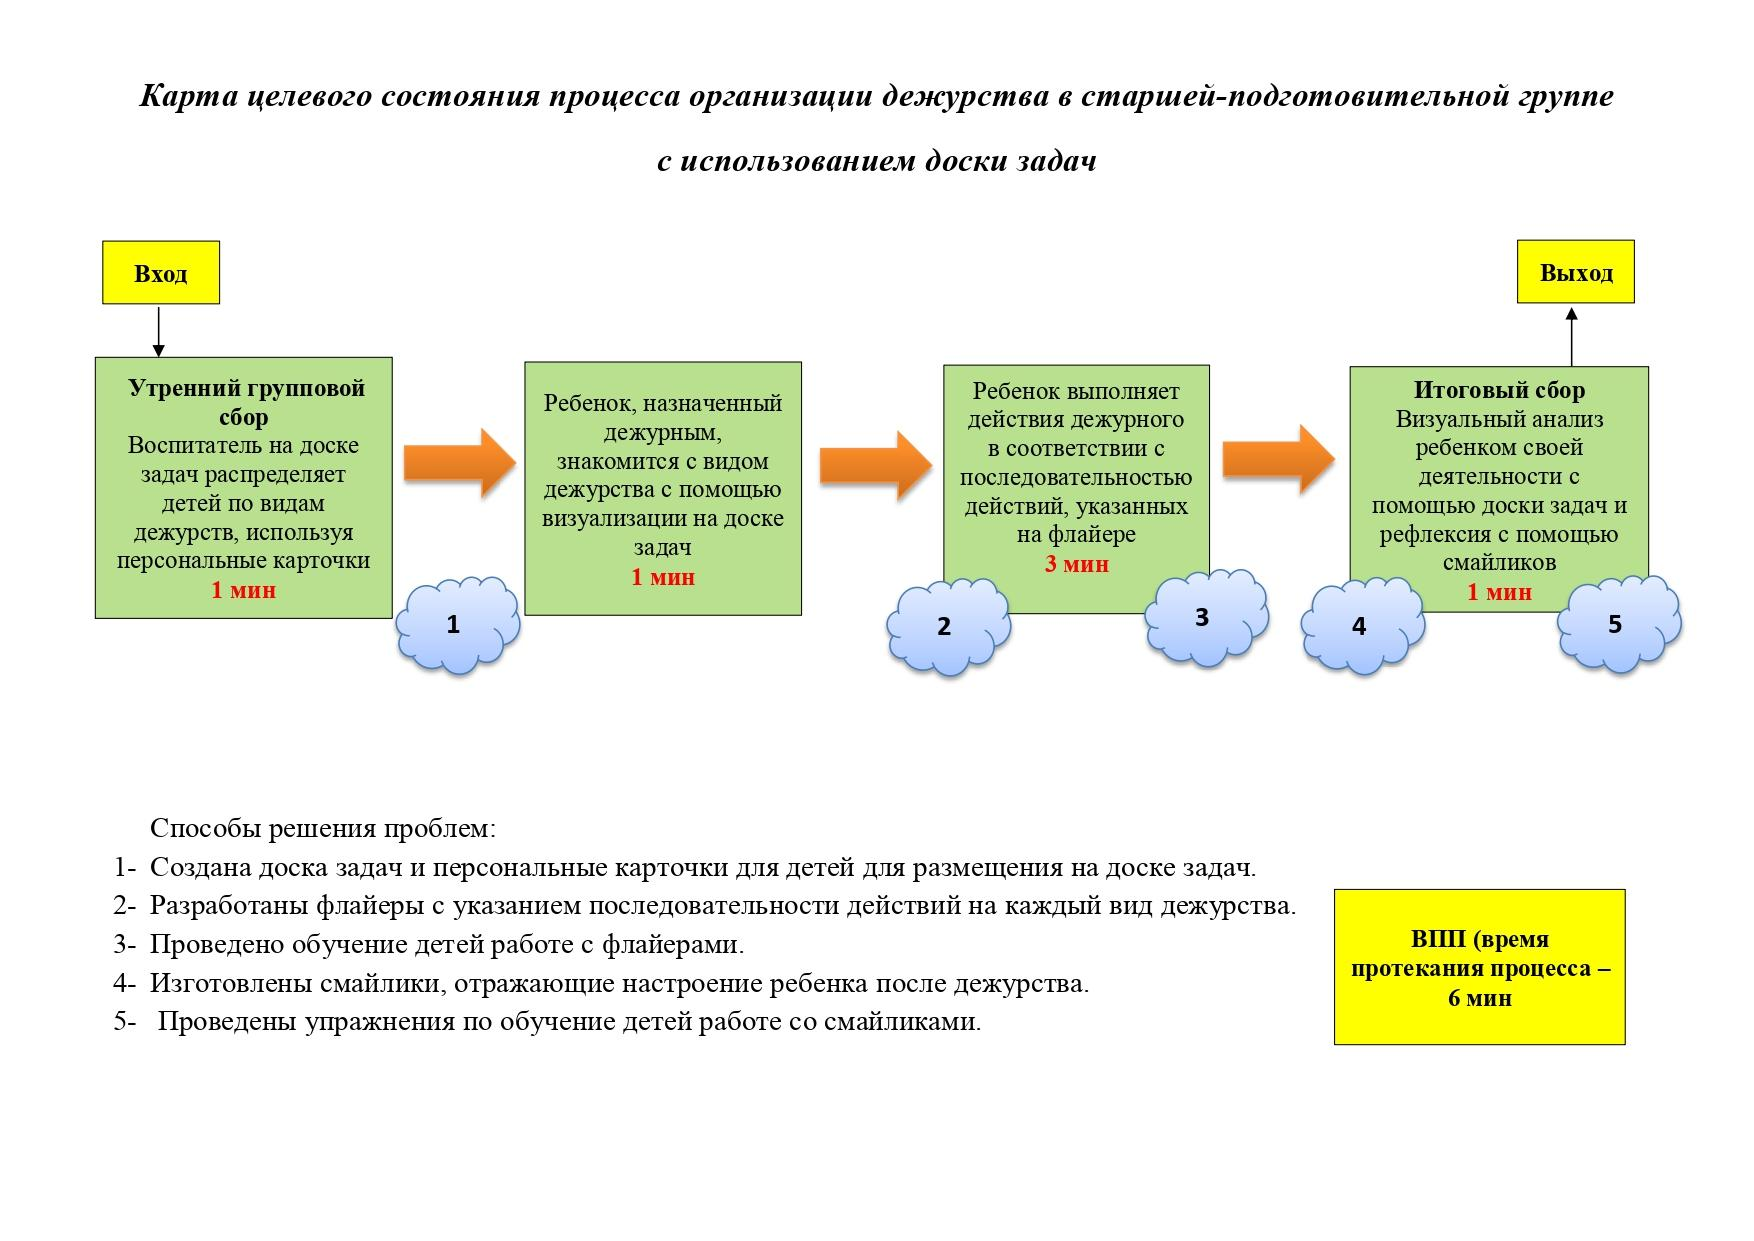 Карта целевого состояния процесса организации дежурства в старшей-подготовительной группе
с использованием доски задач
Вход
Выход
Утренний групповой
сбор
Воспитатель на доске
задач распределяет
детей по видам
дежурств, используя
персональные карточки
1 мин
Ребенок, назначенный
дежурным,
знакомится с видом
дежурства с помощью
визуализации на доске
задач
1 мин
Ребенок выполняет
действия дежурного
в соответствии с
последовательностью
действий, указанных
на флайере
3 мин
Итоговый сбор
Визуальный анализ
ребенком своей
деятельности с
помощью доски задач и
рефлексия с помощью
смайликов
1 мин
1
2
3
4
5
Способы решения проблем:
1- Создана доска задач и персональные карточки для детей для размещения на доске задач.
2- Разработаны флайеры с указанием последовательности действий на каждый вид дежурства.
3- Проведено обучение детей работе с флайерами.
4- Изготовлены смайлики, отражающие настроение ребенка после дежурства.
5- Проведены упражнения по обучение детей работе со смайликами.
ВПП (время
протекания процесса –
6 мин